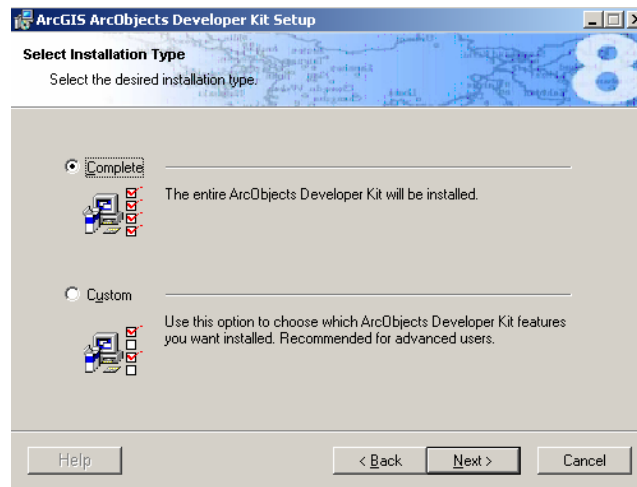 ArcGIS ArcObjects Developer Kit Setup
Select Installation Type
Select the desired installation type.
8
Complete
The entire ArcObjects Developer Kit will be installed.
Custom
Use this option to choose which ArcObjects Developer Kit features
you want installed. Recommended for advanced users.
Help
< Back
Next >
Cancel